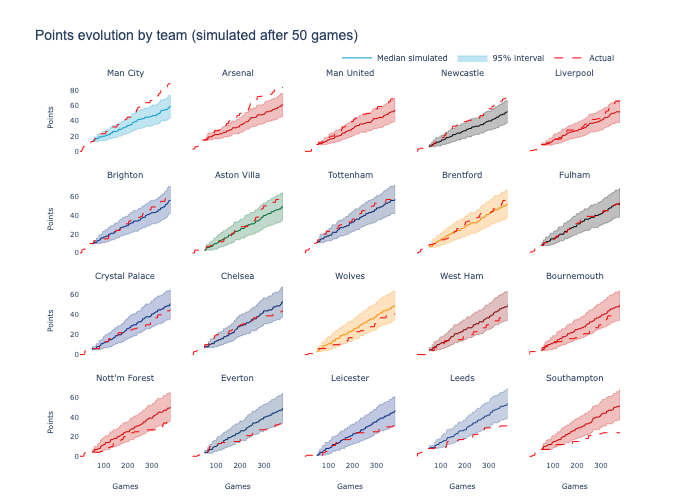 Points evolution by team (simulated after 50 games)
Median simulated 95% interval Actual
Man City Arsenal Man United Newcastle Liverpool
80
60
40
20
0
Points
Brighton Aston Villa Tottenham Brentford Fulham
60
40
20
0
Points
Crystal Palace Chelsea Wolves West Ham Bournemouth
60
40
20
0
Points
Nott'm Forest Everton Leicester Leeds Southampton
60
40
20
0
Points
100 200 300 100 200 300 100 200 300 100 200 300 100 200 300
Games Games Games Games Games